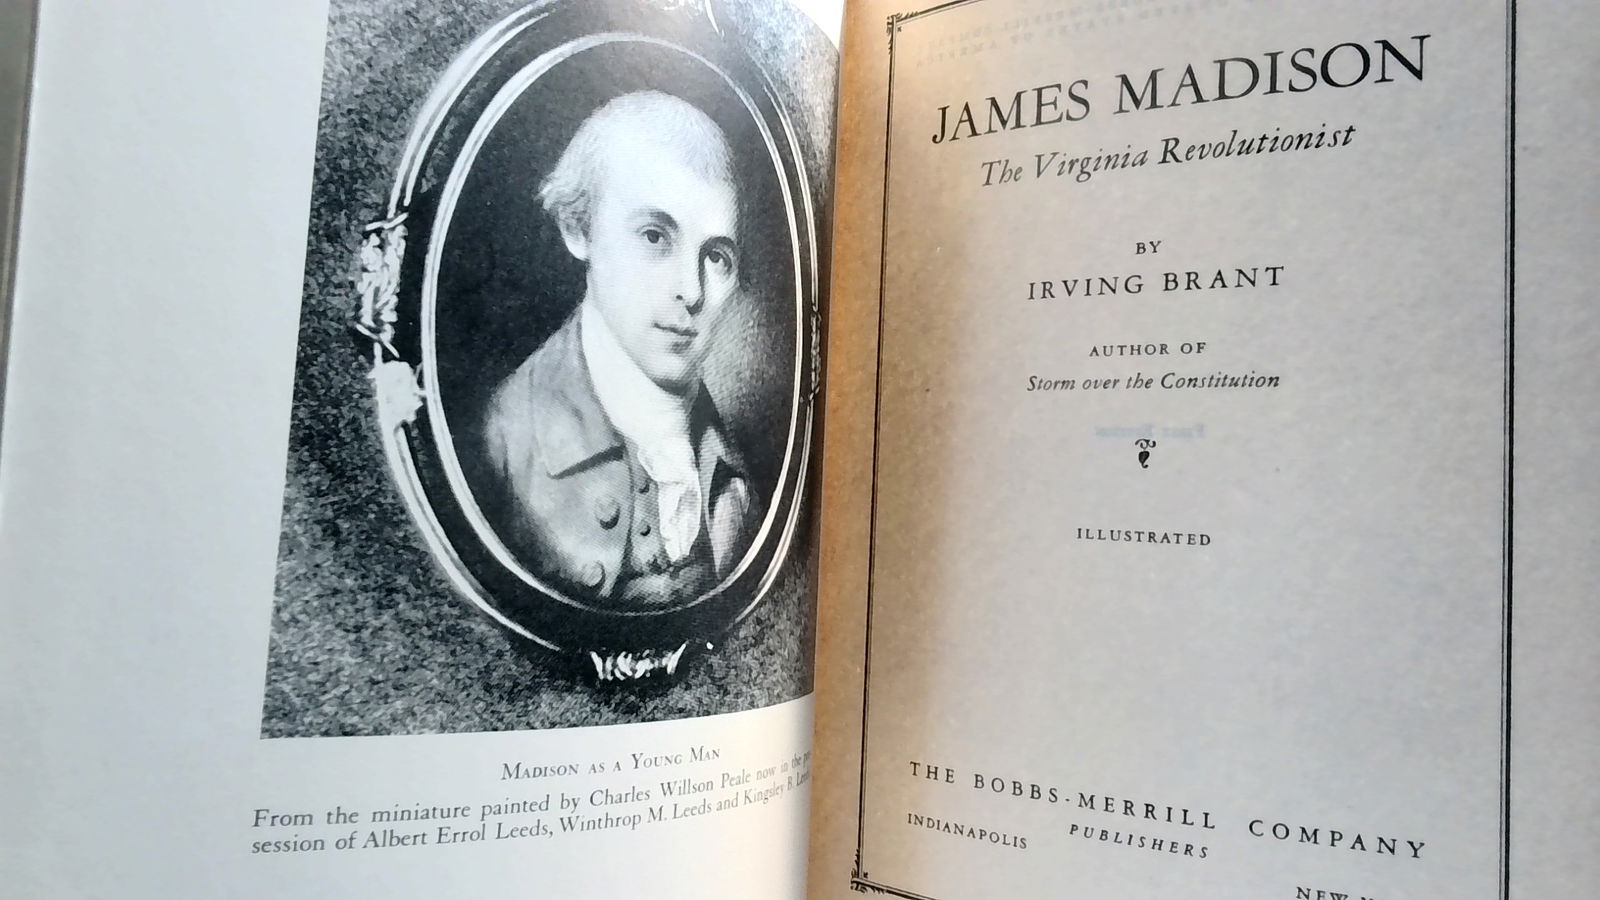 MADISON AS A YOUNG MAN
From the miniature painted by Charles Willson Peale now in the
session of Albert Errol Leeds, Winthrop M. Leeds and Kingsley B.
JAMES MADISON
The Virginia Revolutionist
BY
IRVING BRANT
AUTHOR OF
Storm over the Constitution
ILLUSTRATED
THE BOBBS-MERRILL COMPANY
PUBLISHERS
INDIANAPOLIS
NEW